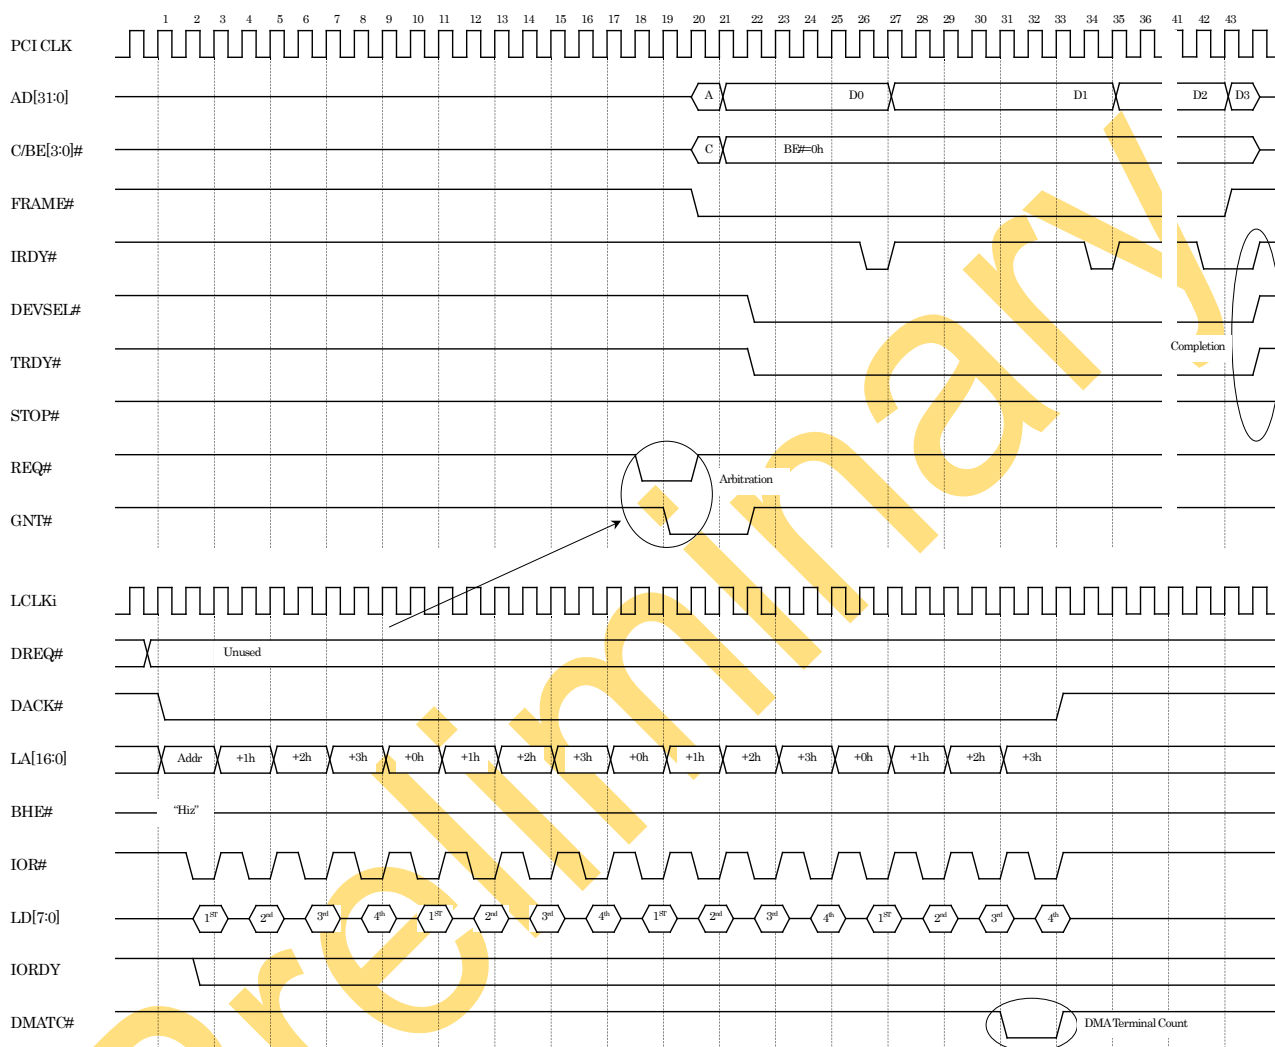 1 2 3 4 5 6 7 8 9 10 11 12 13 14 15 16 17 18 19 20 21 22 23 24 25 26 27 28 29 30 31 32 33 34 35 36 41 42 43
PCI CLK
AD[31:0] A D0 D1 D2 D3
C/BE[3:0]# C BE#=0h
FRAME#
IRDY#
DEVSEL#
Completion
TRDY#
STOP#
REQ#
Arbitration
GNT#
LCLKi
DREQ# Unused
DACK#
LA[16:0] Addr +1h +2h +3h +0h +1h +2h +3h +0h +1h +2h +3h +0h +1h +2h +3h
BHE# “Hiz”
IOR#
LD[7:0] 1ST 2nd 3rd 4th 1ST 2nd 3rd 4th 1ST 2nd 3rd 4th 1ST 2nd 3rd 4th
IORDY
DMATC# DMA Terminal Count
Preliminary